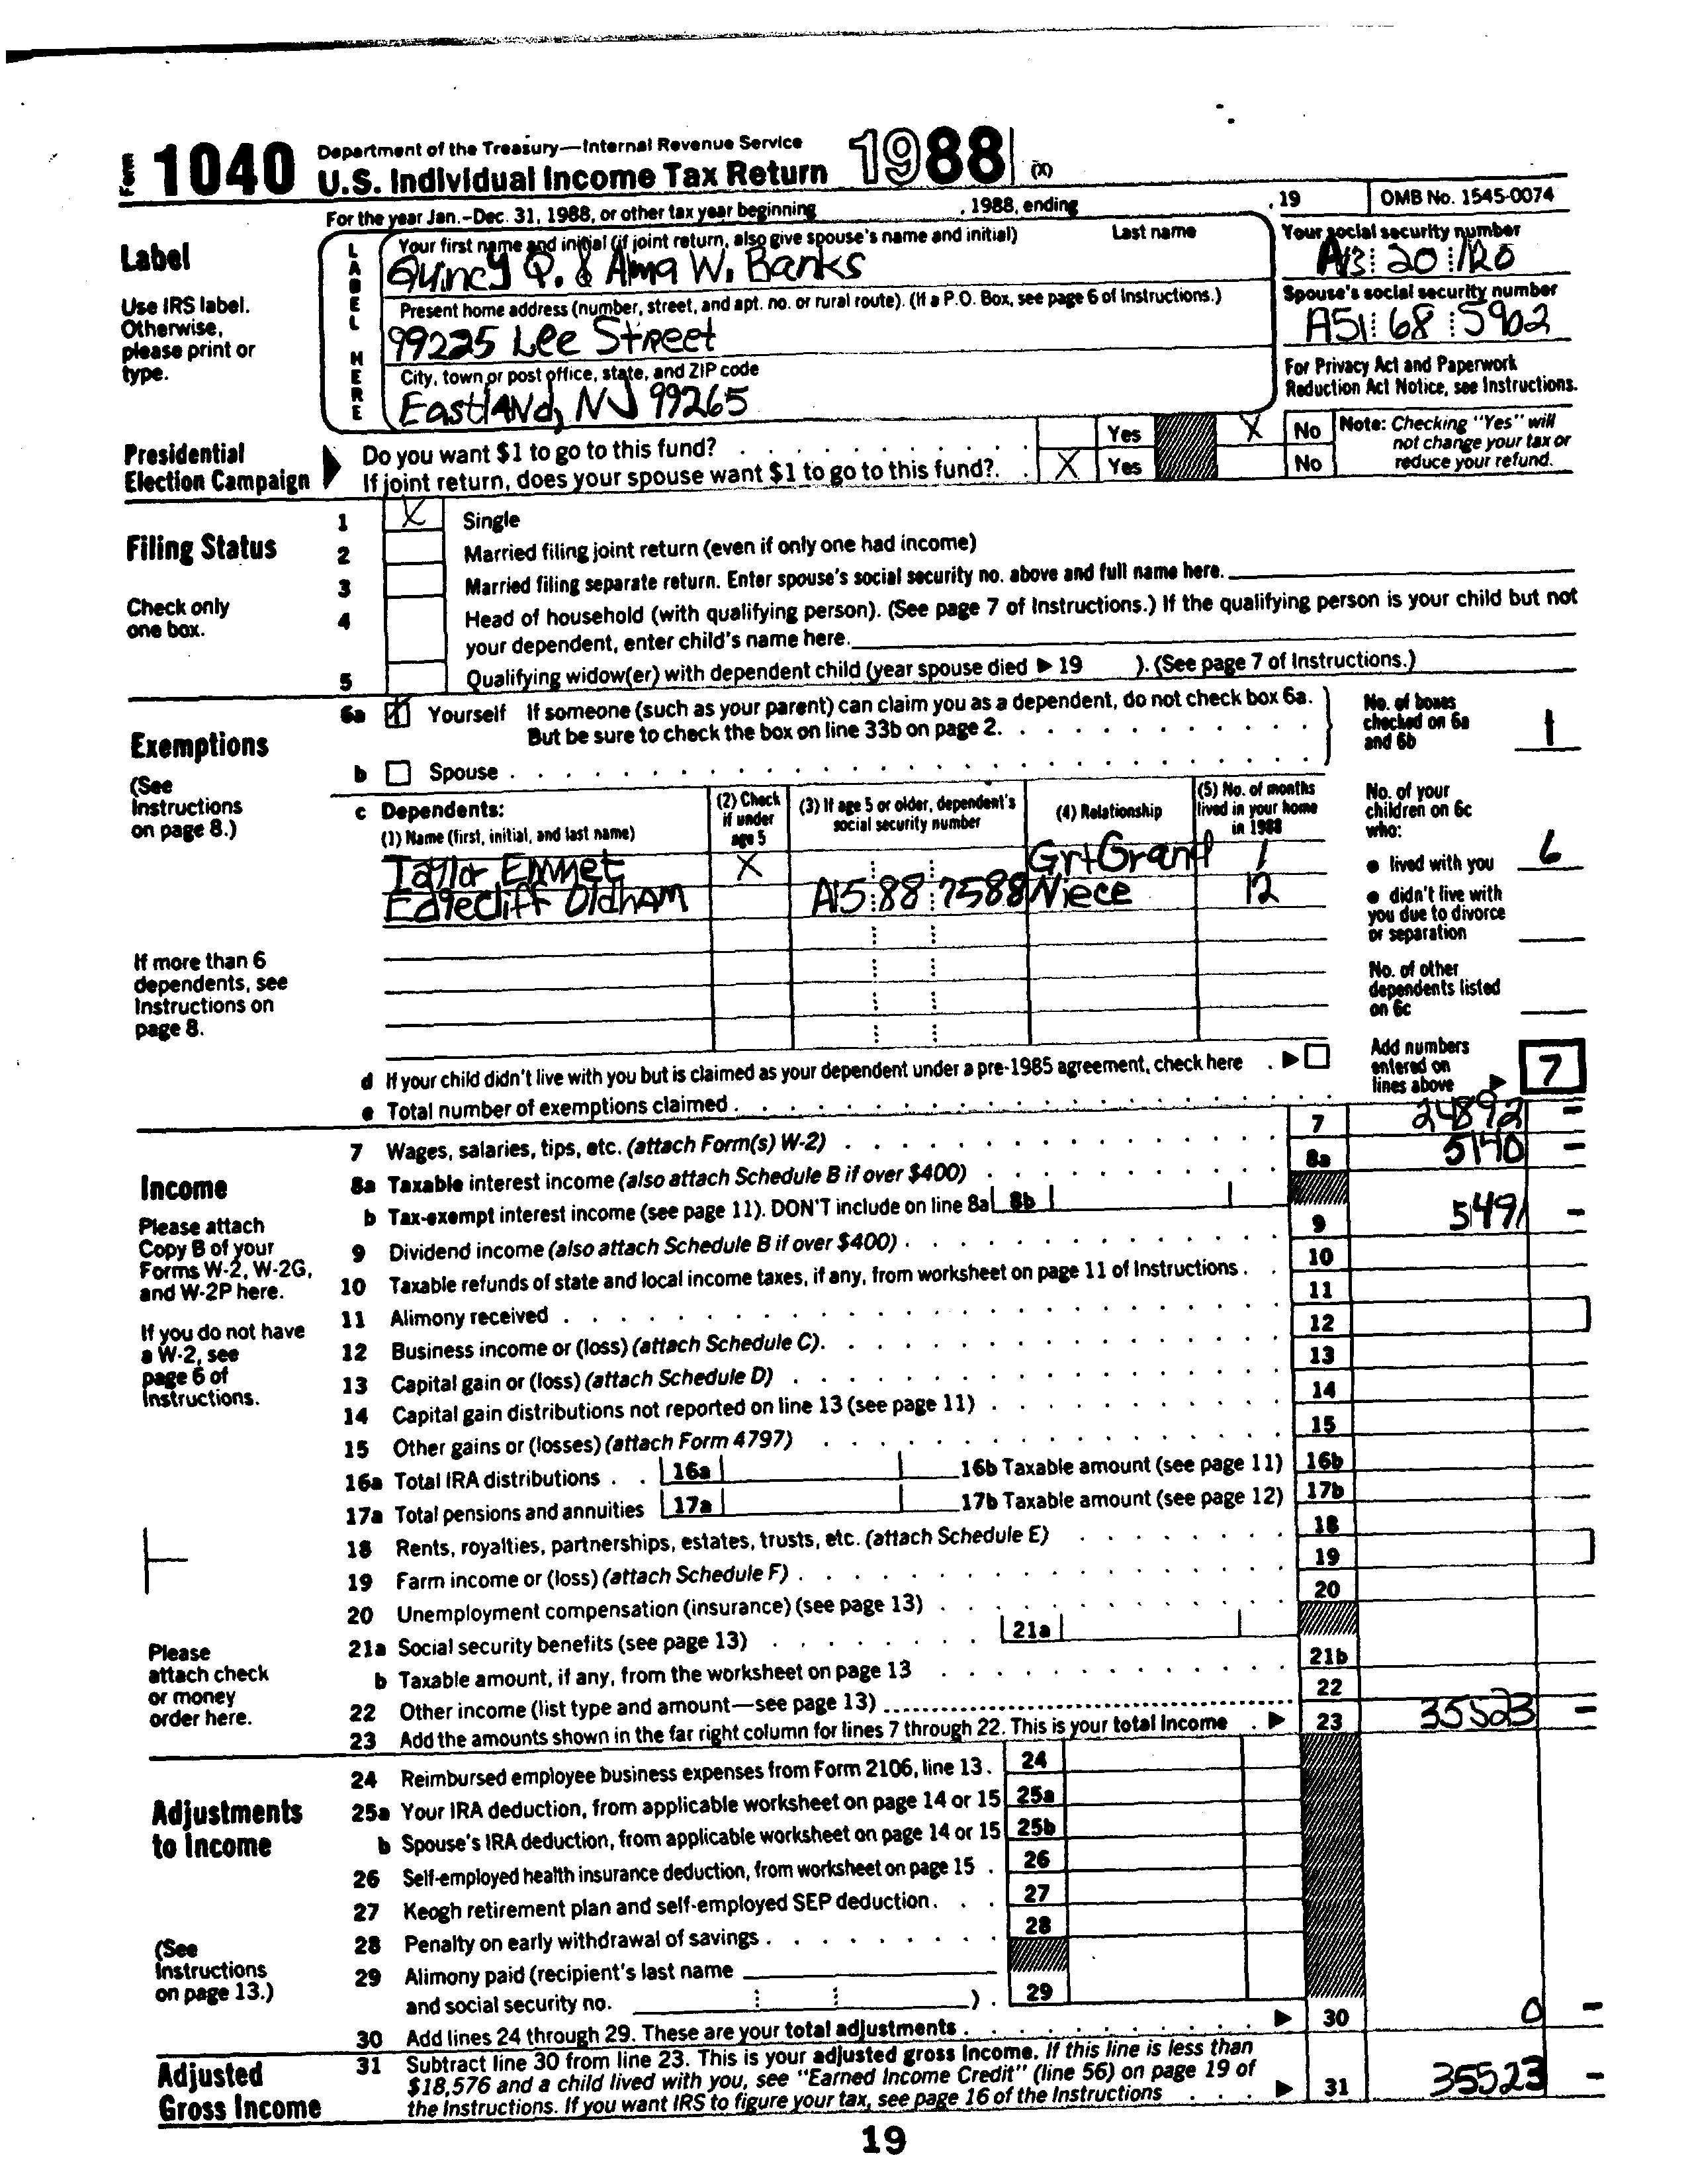 Form 1040 Department of the Treasury—Internal Revenue Service
U.S. Individual Income Tax Return 1988 (X)
For the year Jan.–Dec. 31, 1988, or other tax year beginning , 1988, ending , 19 OMB No. 1545-0074
Label
Use IRS label. Otherwise, please print or type.
LABEL HERE
Your first name and initial (if joint return, also give spouse's name and initial) Last name
Quincy Q. & Alma W. Banks
Your social security number
A13 20 1120
Present home address (number, street, and apt. no. or rural route). (If a P.O. Box, see page 6 of Instructions.)
99225 Lee Street
Spouse's social security number
A51 68 5902
City, town or post office, state, and ZIP code
Eastland, NJ 99265
For Privacy Act and Paperwork Reduction Act Notice, see Instructions.
Presidential Election Campaign
Do you want $1 to go to this fund? Yes X No
If joint return, does your spouse want $1 to go to this fund? X Yes No
Note: Checking "Yes" will not change your tax or reduce your refund.
Filing Status
Check only one box.
1 X Single
2 Married filing joint return (even if only one had income)
3 Married filing separate return. Enter spouse's social security no. above and full name here.
4 Head of household (with qualifying person). (See page 7 of Instructions.) If the qualifying person is your child but not
your dependent, enter child's name here.
5 Qualifying widow(er) with dependent child (year spouse died ▶ 19 ). (See page 7 of Instructions.)
Exemptions
(See Instructions on page 8.)
6a X Yourself If someone (such as your parent) can claim you as a dependent, do not check box 6a.
But be sure to check the box on line 33b on page 2.
b Spouse
No. of boxes checked on 6a and 6b 1
c Dependents:
(1) Name (first, initial, and last name)
(2) Check if under age 5
(3) If age 5 or older, dependent's social security number
(4) Relationship
(5) No. of months lived in your home in 1988
Taylor Emmet X GrtGrand 1
Edgecliff Oldham A15 88 7588 Niece 12
If more than 6 dependents, see Instructions on page 8.
No. of your children on 6c who:
● lived with you 6
● didn't live with you due to divorce or separation
No. of other dependents listed on 6c
d If your child didn't live with you but is claimed as your dependent under a pre-1985 agreement, check here ▶
e Total number of exemptions claimed
Add numbers entered on lines above ▶ 7
Income
Please attach Copy B of your Forms W-2, W-2G, and W-2P here.
If you do not have a W-2, see page 6 of Instructions.
Please attach check or money order here.
7 Wages, salaries, tips, etc. (attach Form(s) W-2) 7 24892 –
8a Taxable interest income (also attach Schedule B if over $400) 8a 5140 –
b Tax-exempt interest income (see page 11). DON'T include on line 8a 8b
9 Dividend income (also attach Schedule B if over $400) 9 5491 –
10 Taxable refunds of state and local income taxes, if any, from worksheet on page 11 of Instructions 10
11 Alimony received 11
12 Business income or (loss) (attach Schedule C) 12
13 Capital gain or (loss) (attach Schedule D) 13
14 Capital gain distributions not reported on line 13 (see page 11) 14
15 Other gains or (losses) (attach Form 4797) 15
16a Total IRA distributions 16a 16b Taxable amount (see page 11) 16b
17a Total pensions and annuities 17a 17b Taxable amount (see page 12) 17b
18 Rents, royalties, partnerships, estates, trusts, etc. (attach Schedule E) 18
19 Farm income or (loss) (attach Schedule F) 19
20 Unemployment compensation (insurance) (see page 13) 20
21a Social security benefits (see page 13) 21a
b Taxable amount, if any, from the worksheet on page 13 21b
22 Other income (list type and amount—see page 13) 22
23 Add the amounts shown in the far right column for lines 7 through 22. This is your total income ▶ 23 35523 –
Adjustments to Income
(See Instructions on page 13.)
24 Reimbursed employee business expenses from Form 2106, line 13 24
25a Your IRA deduction, from applicable worksheet on page 14 or 15 25a
b Spouse's IRA deduction, from applicable worksheet on page 14 or 15 25b
26 Self-employed health insurance deduction, from worksheet on page 15 26
27 Keogh retirement plan and self-employed SEP deduction 27
28 Penalty on early withdrawal of savings 28
29 Alimony paid (recipient's last name
and social security no. ) 29
30 Add lines 24 through 29. These are your total adjustments ▶ 30 0 –
Adjusted Gross Income
31 Subtract line 30 from line 23. This is your adjusted gross income. If this line is less than
$18,576 and a child lived with you, see "Earned Income Credit" (line 56) on page 19 of
the Instructions. If you want IRS to figure your tax, see page 16 of the Instructions ▶ 31 35523 –
19